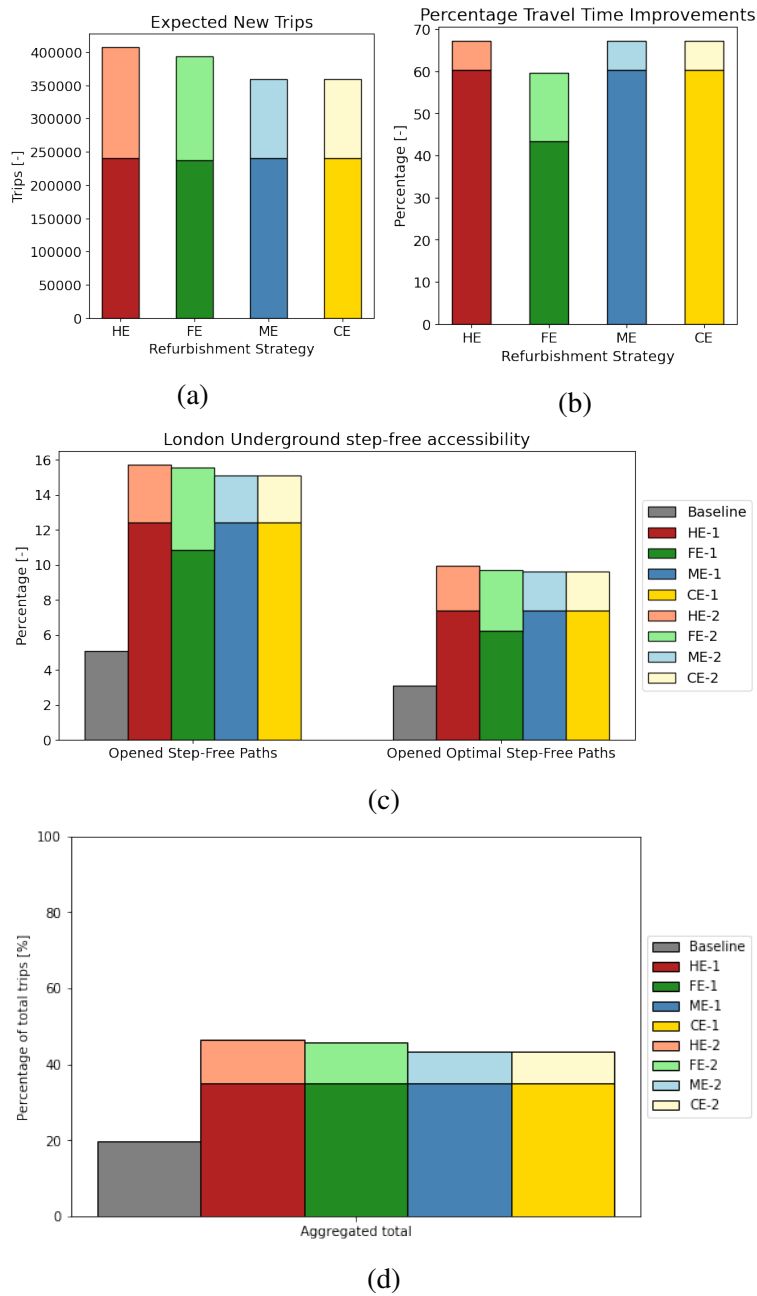 Expected New Trips
Trips [-]
400000
350000
300000
250000
200000
150000
100000
50000
0
HE FE ME CE
Refurbishment Strategy
(a)
Percentage Travel Time Improvements
Percentage [-]
70
60
50
40
30
20
10
0
HE FE ME CE
Refurbishment Strategy
(b)
London Underground step-free accessibility
Percentage [-]
16
14
12
10
8
6
4
2
0
Opened Step-Free Paths Opened Optimal Step-Free Paths
Baseline
HE-1
FE-1
ME-1
CE-1
HE-2
FE-2
ME-2
CE-2
(c)
Percentage of total trips [%]
100
80
60
40
20
0
Aggregated total
Baseline
HE-1
FE-1
ME-1
CE-1
HE-2
FE-2
ME-2
CE-2
(d)